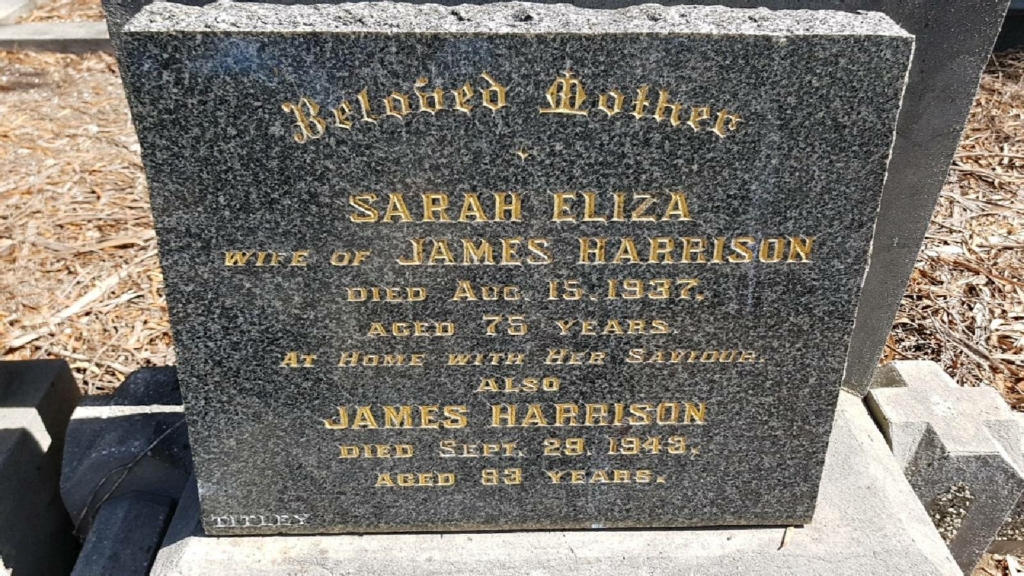 Beloved Mother
SARAH ELIZA
WIFE OF JAMES HARRISON
DIED AUG. 15. 1937.
AGED 75 YEARS.
AT HOME WITH HER SAVIOUR.
ALSO
JAMES HARRISON
DIED SEPT. 29. 1943.
AGED 83 YEARS.
TITLEY